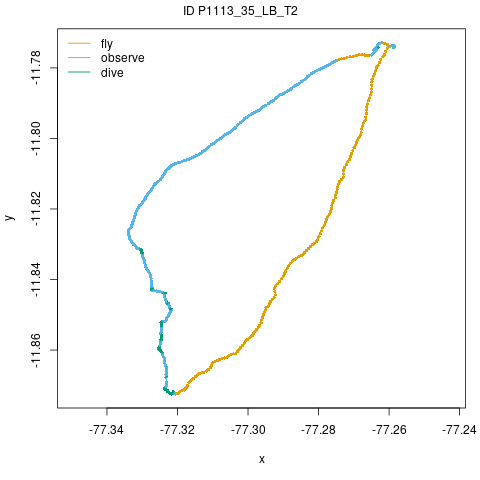 ID P1113_35_LB_T2
fly
observe
dive
-11.78
-11.80
-11.82
-11.84
-11.86
y
-77.34
-77.32
-77.30
-77.28
-77.26
-77.24
x